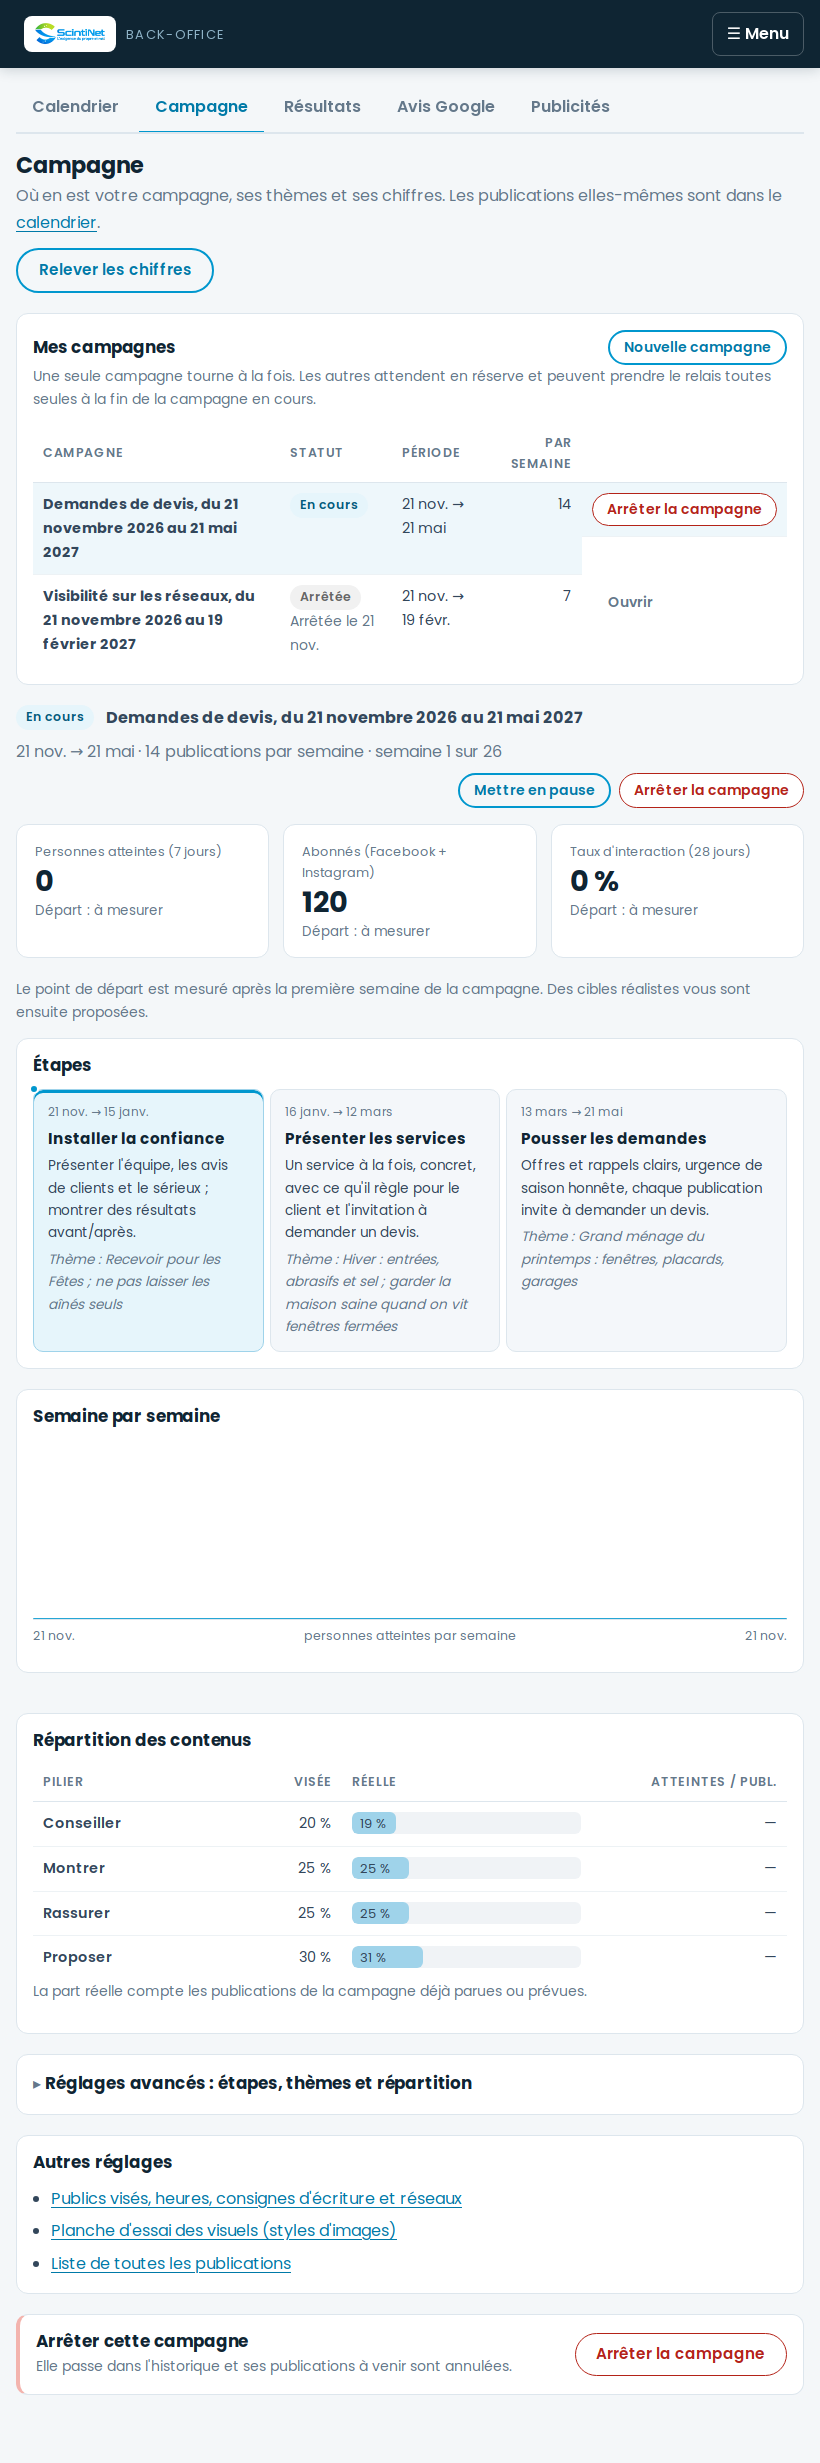 ScintiNet
BACK-OFFICE
☰ Menu
Calendrier
Campagne
Résultats
Avis Google
Publicités
Campagne
Où en est votre campagne, ses thèmes et ses chiffres. Les publications elles-mêmes sont dans le
calendrier.
Relever les chiffres
Mes campagnes
Nouvelle campagne
Une seule campagne tourne à la fois. Les autres attendent en réserve et peuvent prendre le relais toutes
seules à la fin de la campagne en cours.
CAMPAGNE
STATUT
PÉRIODE
PAR
SEMAINE
Demandes de devis, du 21
novembre 2026 au 21 mai
2027
En cours
21 nov. →
21 mai
14
Arrêter la campagne
Visibilité sur les réseaux, du
21 novembre 2026 au 19
février 2027
Arrêtée
Arrêtée le 21
nov.
21 nov. →
19 févr.
7
Ouvrir
En cours
Demandes de devis, du 21 novembre 2026 au 21 mai 2027
21 nov. → 21 mai · 14 publications par semaine · semaine 1 sur 26
Mettre en pause
Arrêter la campagne
Personnes atteintes (7 jours)
0
Départ : à mesurer
Abonnés (Facebook +
Instagram)
120
Départ : à mesurer
Taux d'interaction (28 jours)
0 %
Départ : à mesurer
Le point de départ est mesuré après la première semaine de la campagne. Des cibles réalistes vous sont
ensuite proposées.
Étapes
21 nov. → 15 janv.
Installer la confiance
Présenter l'équipe, les avis
de clients et le sérieux ;
montrer des résultats
avant/après.
Thème : Recevoir pour les
Fêtes ; ne pas laisser les
aînés seuls
16 janv. → 12 mars
Présenter les services
Un service à la fois, concret,
avec ce qu'il règle pour le
client et l'invitation à
demander un devis.
Thème : Hiver : entrées,
abrasifs et sel ; garder la
maison saine quand on vit
fenêtres fermées
13 mars → 21 mai
Pousser les demandes
Offres et rappels clairs, urgence de
saison honnête, chaque publication
invite à demander un devis.
Thème : Grand ménage du
printemps : fenêtres, placards,
garages
Semaine par semaine
21 nov.
personnes atteintes par semaine
21 nov.
Répartition des contenus
PILIER
VISÉE
RÉELLE
ATTEINTES / PUBL.
Conseiller
20 %
19 %
—
Montrer
25 %
25 %
—
Rassurer
25 %
25 %
—
Proposer
30 %
31 %
—
La part réelle compte les publications de la campagne déjà parues ou prévues.
▸ Réglages avancés : étapes, thèmes et répartition
Autres réglages
• Publics visés, heures, consignes d'écriture et réseaux
• Planche d'essai des visuels (styles d'images)
• Liste de toutes les publications
Arrêter cette campagne
Elle passe dans l'historique et ses publications à venir sont annulées.
Arrêter la campagne